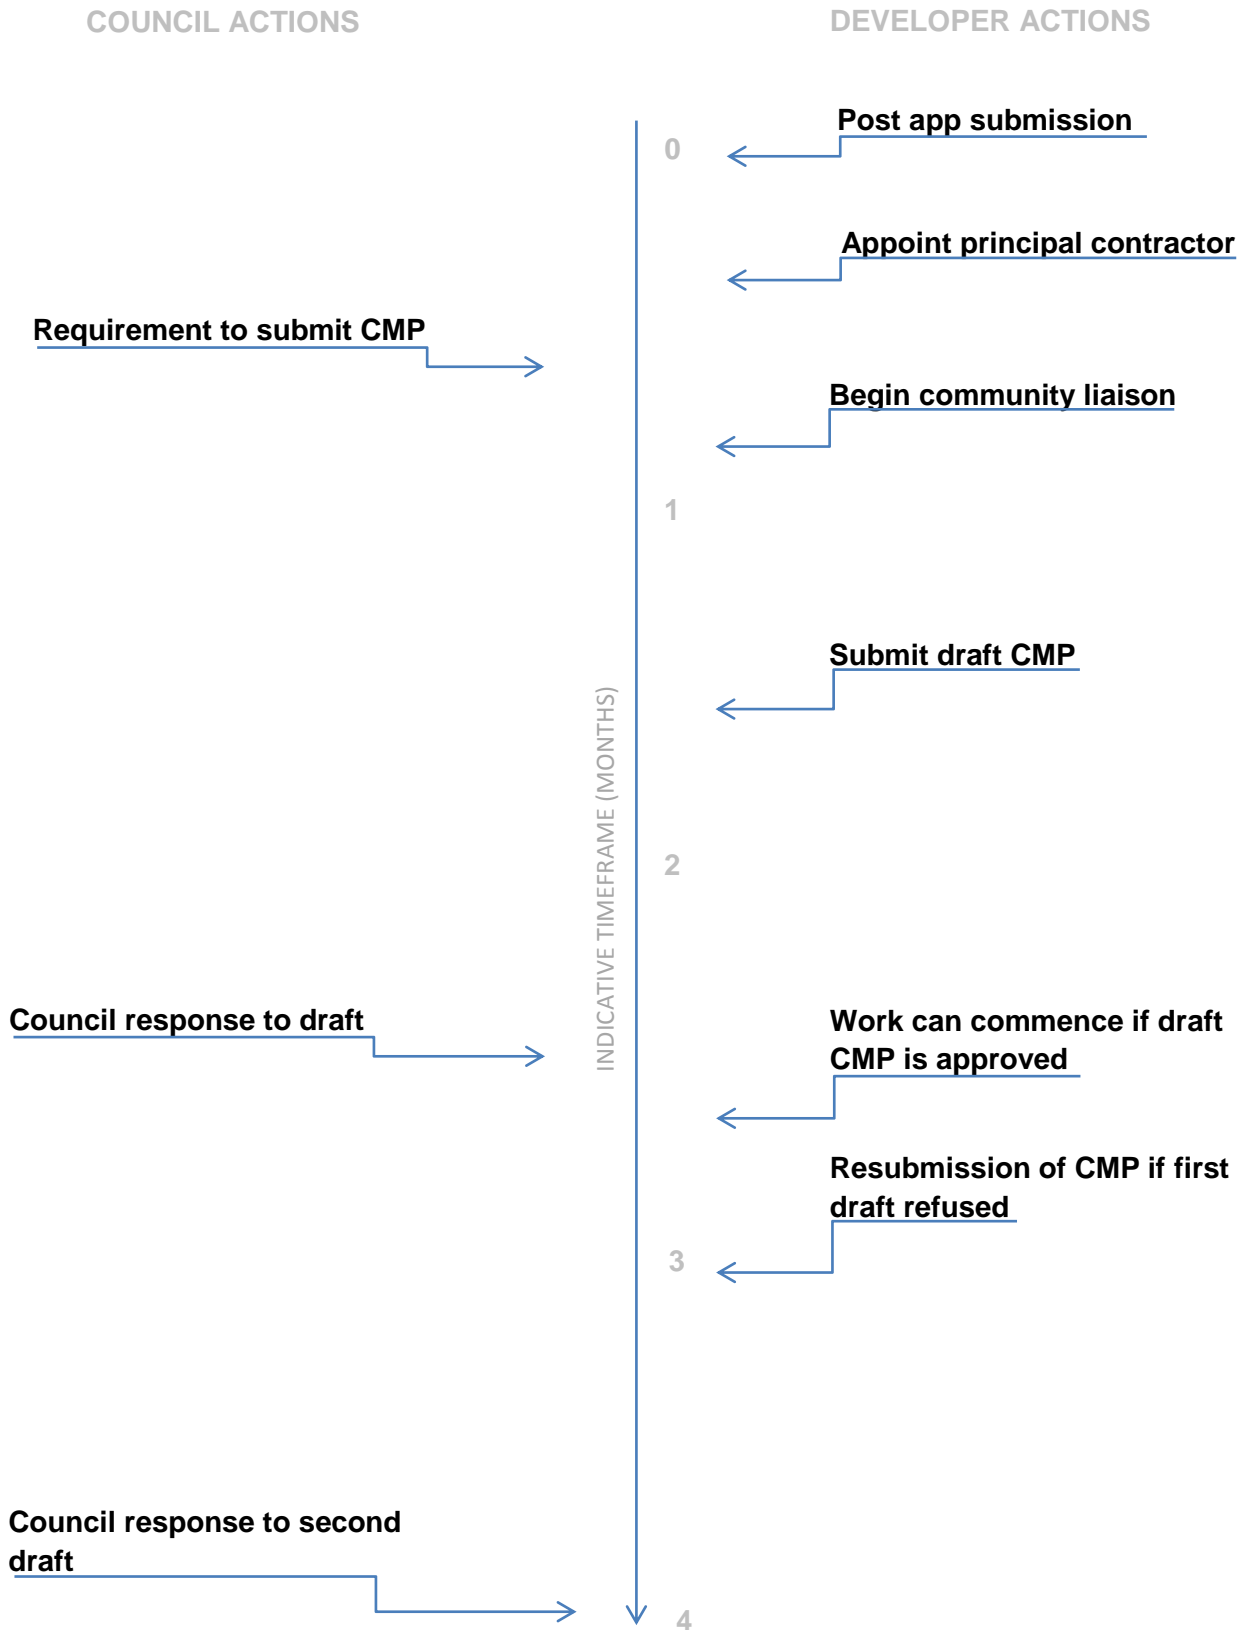 COUNCIL ACTIONS
DEVELOPER ACTIONS
Post app submission
0
Appoint principal contractor
Requirement to submit CMP
Begin community liaison
1
Submit draft CMP
INDICATIVE TIMEFRAME (MONTHS)
2
Council response to draft
Work can commence if draft
CMP is approved
Resubmission of CMP if first
draft refused
3
Council response to second
draft
4